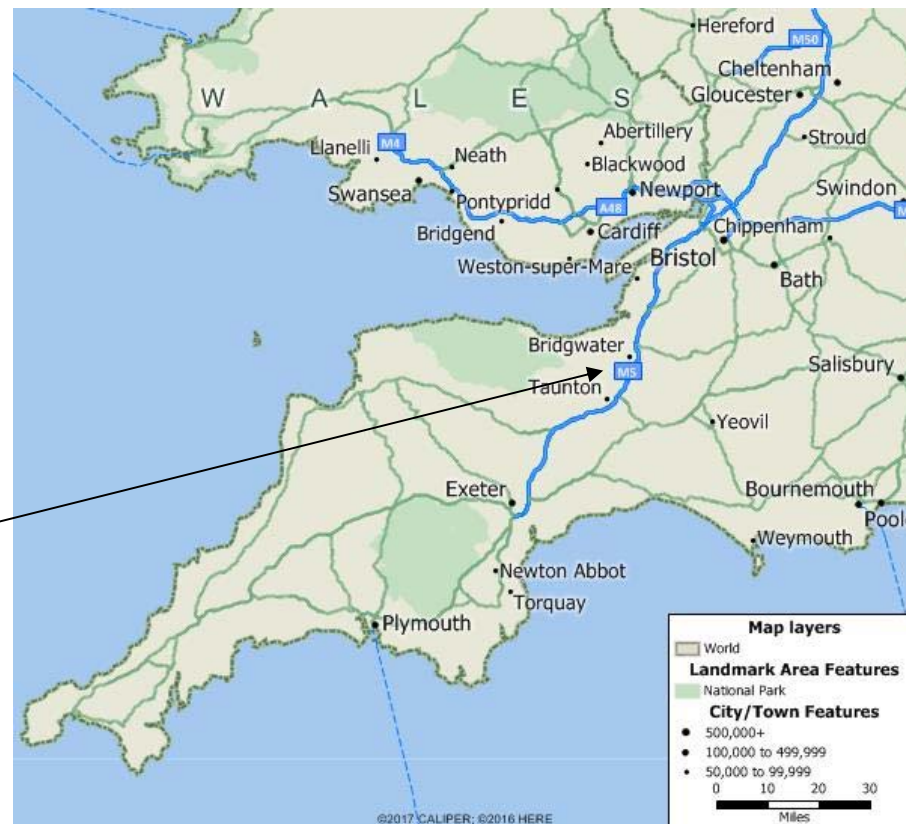 Hereford
M50
Cheltenham
Gloucester
W A L E S
Abertillery
Stroud
M4
Llanelli
Neath
Blackwood
Swansea
Newport
Swindon
Pontypridd
A48
M
Bridgend
Cardiff
Chippenham
Bristol
Weston-super-Mare
Bath
Bridgwater
M5
Salisbury
Taunton
Yeovil
Exeter
Bournemouth
Poole
Weymouth
Newton Abbot
Torquay
Plymouth
Map layers
World
Landmark Area Features
National Park
City/Town Features
500,000+
100,000 to 499,999
50,000 to 99,999
0 10 20 30
Miles
©2017 CALIPER; ©2016 HERE